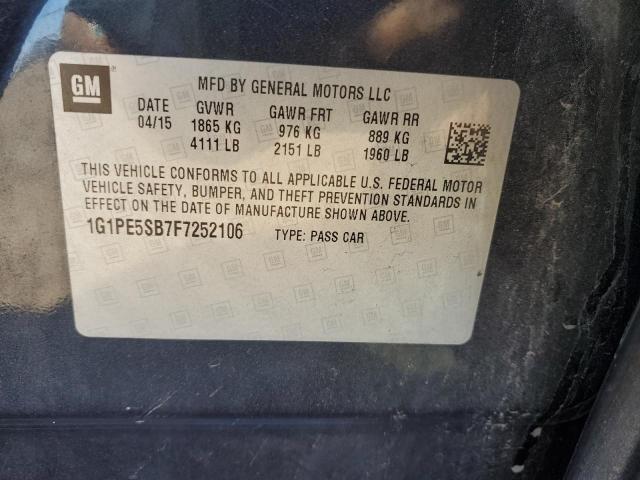 GM
MFD BY GENERAL MOTORS LLC
DATE GVWR GAWR FRT GAWR RR
04/15 1865 KG 976 KG 889 KG
4111 LB 2151 LB 1960 LB
THIS VEHICLE CONFORMS TO ALL APPLICABLE U.S. FEDERAL MOTOR
VEHICLE SAFETY, BUMPER, AND THEFT PREVENTION STANDARDS IN
EFFECT ON THE DATE OF MANUFACTURE SHOWN ABOVE.
1G1PE5SB7F7252106 TYPE: PASS CAR